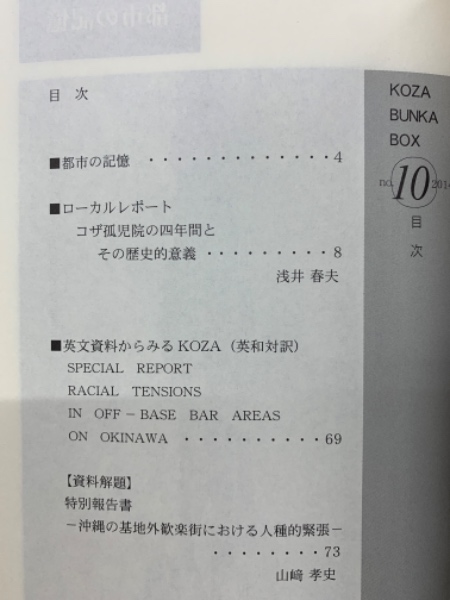 目 次
■都市の記憶 ・・・・・・・・・・・・・・4
■ローカルレポート
コザ孤児院の四年間と
その歴史的意義 ・・・・・・・・・8
浅井 春夫
■英文資料からみるKOZA（英和対訳）
SPECIAL REPORT
RACIAL TENSIONS
IN OFF－BASE BAR AREAS
ON OKINAWA ・・・・・・・・・・69
【資料解題】
特別報告書
－沖縄の基地外歓楽街における人種的緊張－
・・・・・・・・73
山﨑 孝史
KOZA
BUNKA
BOX
no.10
目
次